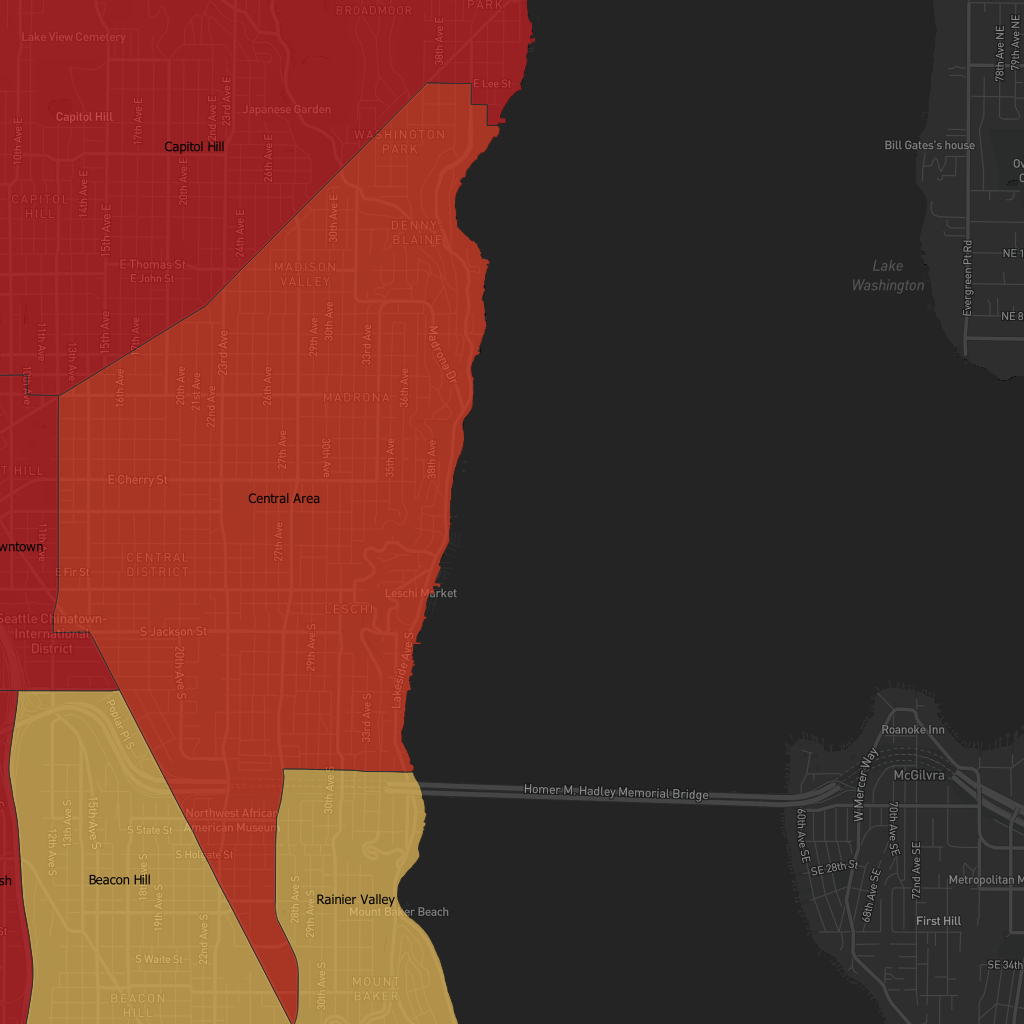 BROADMOOR
PARK
Lake View Cemetery
38th Ave E
78th Ave NE
79th Ave NE
E Lee St
23rd Ave E
Japanese Garden
Capitol Hill
17th Ave E
2nd Ave E
10th Ave E
WASHINGTON
PARK
Capitol Hill
26th Ave E
20th Ave E
Bill Gates's house
14th Ave E
CAPITOL
HILL
15th Ave E
24th Ave E
30th Ave E
DENNY
BLAINE
E Thomas St
E John St
MADISON
VALLEY
Lake
Washington
Evergreen Pt Rd
NE 1
NE 8
11th Ave
13th Ave
15th Ave
17th Ave
23rd Ave
29th Ave
30th Ave
33rd Ave
Madrona Dr
10th Ave
16th Ave
20th Ave
21st Ave
22nd Ave
26th Ave
MADRONA
36th Ave
T HILL
E Cherry St
27th Ave
30th Ave
35th Ave
38th Ave
Central Area
11th Ave
wntown
27th Ave
CENTRAL
DISTRICT
E Fir St
Leschi Market
LESCHI
Seattle Chinatown-
International
District
S Jackson St
29th Ave S
20th Ave S
Lakeside Ave S
33rd Ave S
Poplar Pl S
Roanoke Inn
W Mercer Way
McGilvra
30th Ave S
Homer M. Hadley Memorial Bridge
Northwest African
American Museum
12th Ave S
13th Ave S
15th Ave S
S State St
S Holgate St
60th Ave SE
70th Ave SE
72nd Ave SE
SE 28th St
68th Ave SE
sh
Beacon Hill
18th Ave S
19th Ave S
22nd Ave S
Metropolitan M
28th Ave S
29th Ave S
Rainier Valley
Mount Baker Beach
First Hill
St
S Waite St
30th Ave S
SE 34th
MOUNT
BAKER
BEACON
HILL